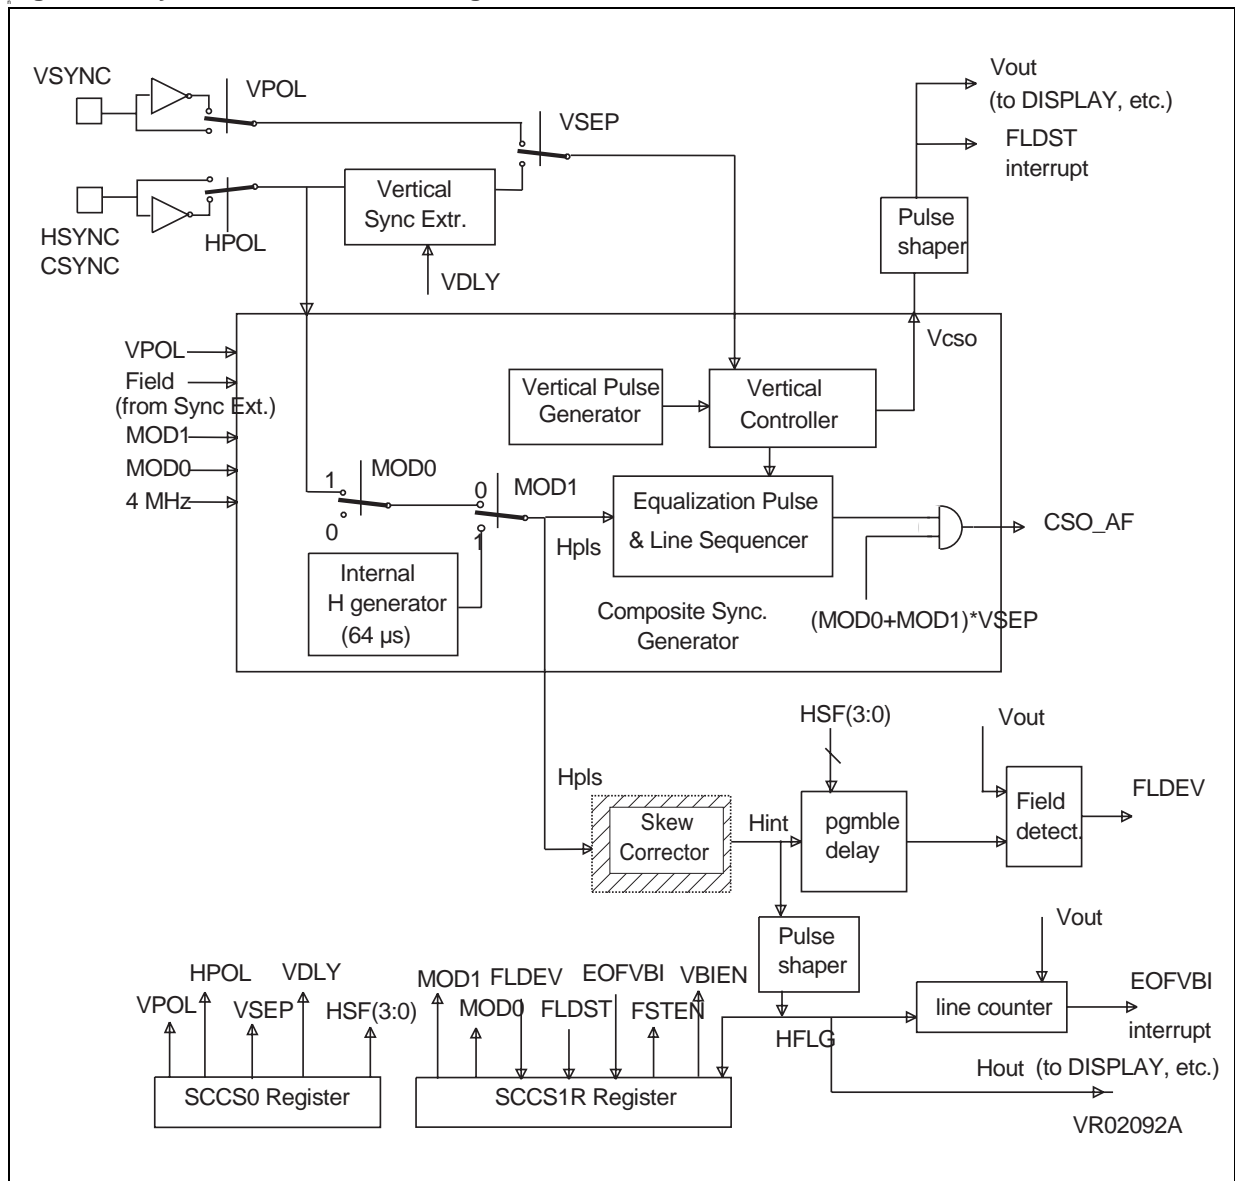 VSYNC
VPOL
VSEP
Vout
(to DISPLAY, etc.)
FLDST
interrupt
Vertical
Sync Extr.
Pulse
shaper
HSYNC
CSYNC
HPOL
VDLY
Vcso
VPOL
Field
(from Sync Ext.)
MOD1
MOD0
4 MHz
Vertical Pulse
Generator
Vertical
Controller
1
MOD0
0
0
MOD1
1
Hpls
Equalization Pulse
& Line Sequencer
CSO_AF
Internal
H generator
(64 µs)
Composite Sync.
Generator
(MOD0+MOD1)*VSEP
HSF(3:0)
Vout
Hpls
Skew
Corrector
Hint
pgmble
delay
Field
detect.
FLDEV
Pulse
shaper
Vout
HPOL
VDLY
VPOL
VSEP
HSF(3:0)
MOD1
FLDEV
EOFVBI
VBIEN
MOD0
FLDST
FSTEN
HFLG
line counter
EOFVBI
interrupt
Hout (to DISPLAY, etc.)
SCCS0 Register
SCCS1R Register
VR02092A